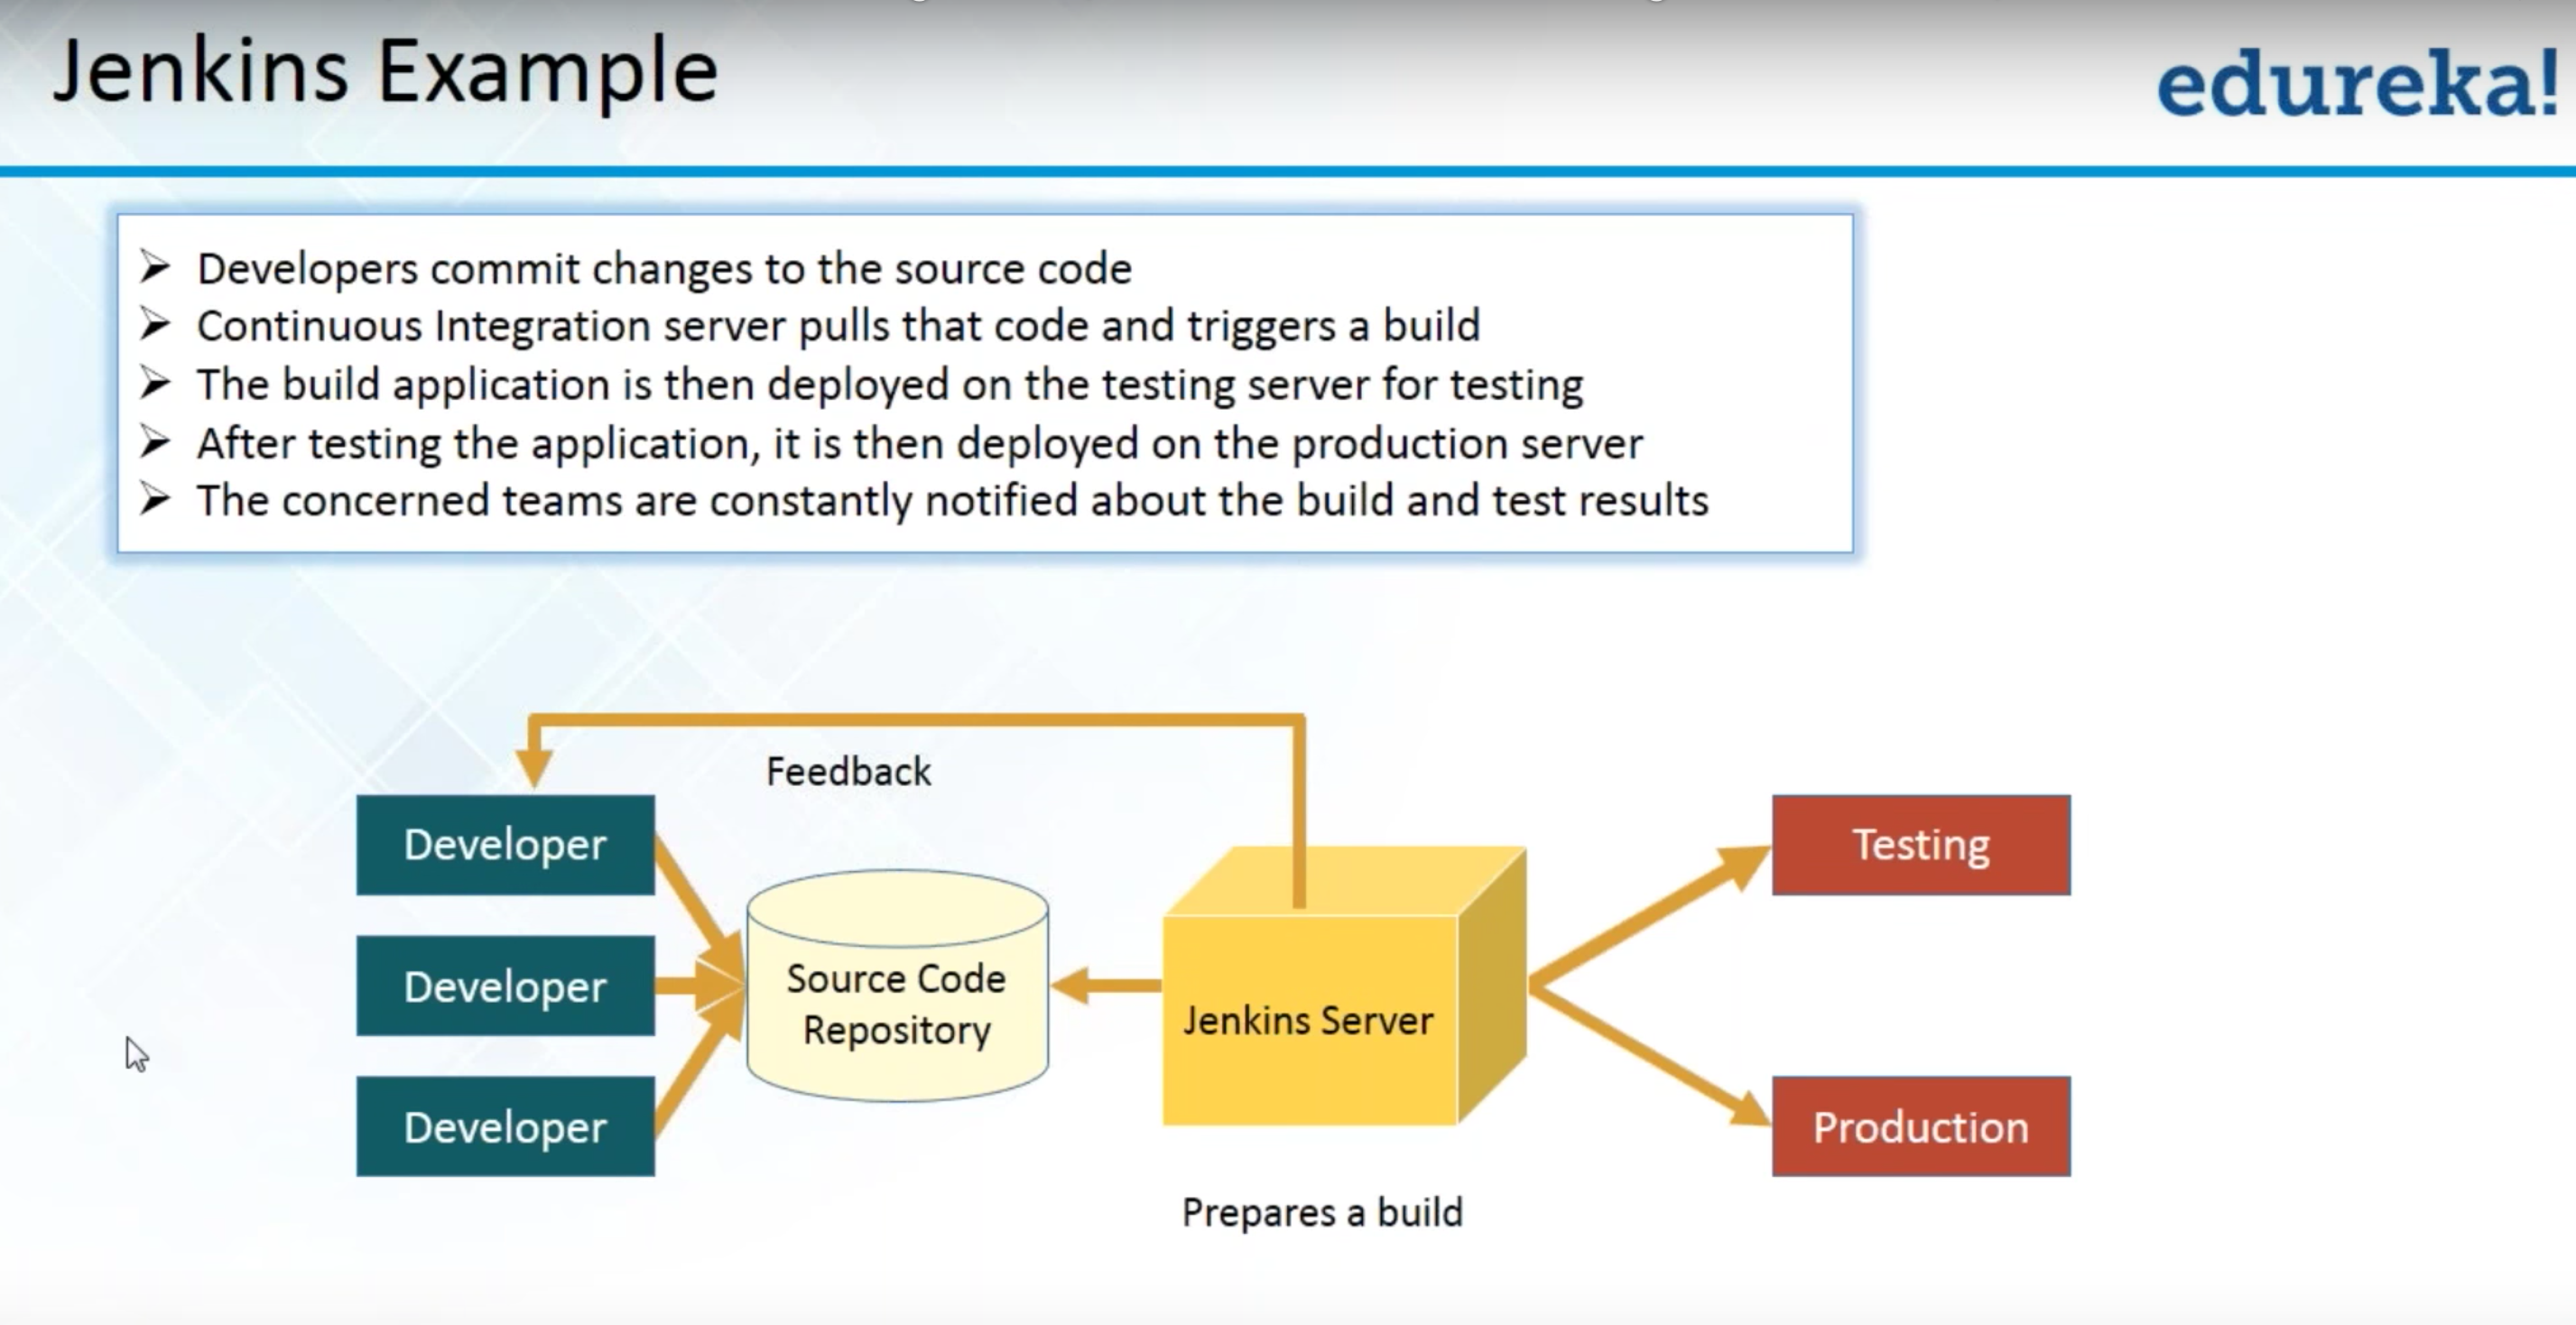 Jenkins Example
edureka!
➢ Developers commit changes to the source code
➢ Continuous Integration server pulls that code and triggers a build
➢ The build application is then deployed on the testing server for testing
➢ After testing the application, it is then deployed on the production server
➢ The concerned teams are constantly notified about the build and test results
Feedback
Developer
Developer
Developer
Source Code
Repository
Jenkins Server
Prepares a build
Testing
Production